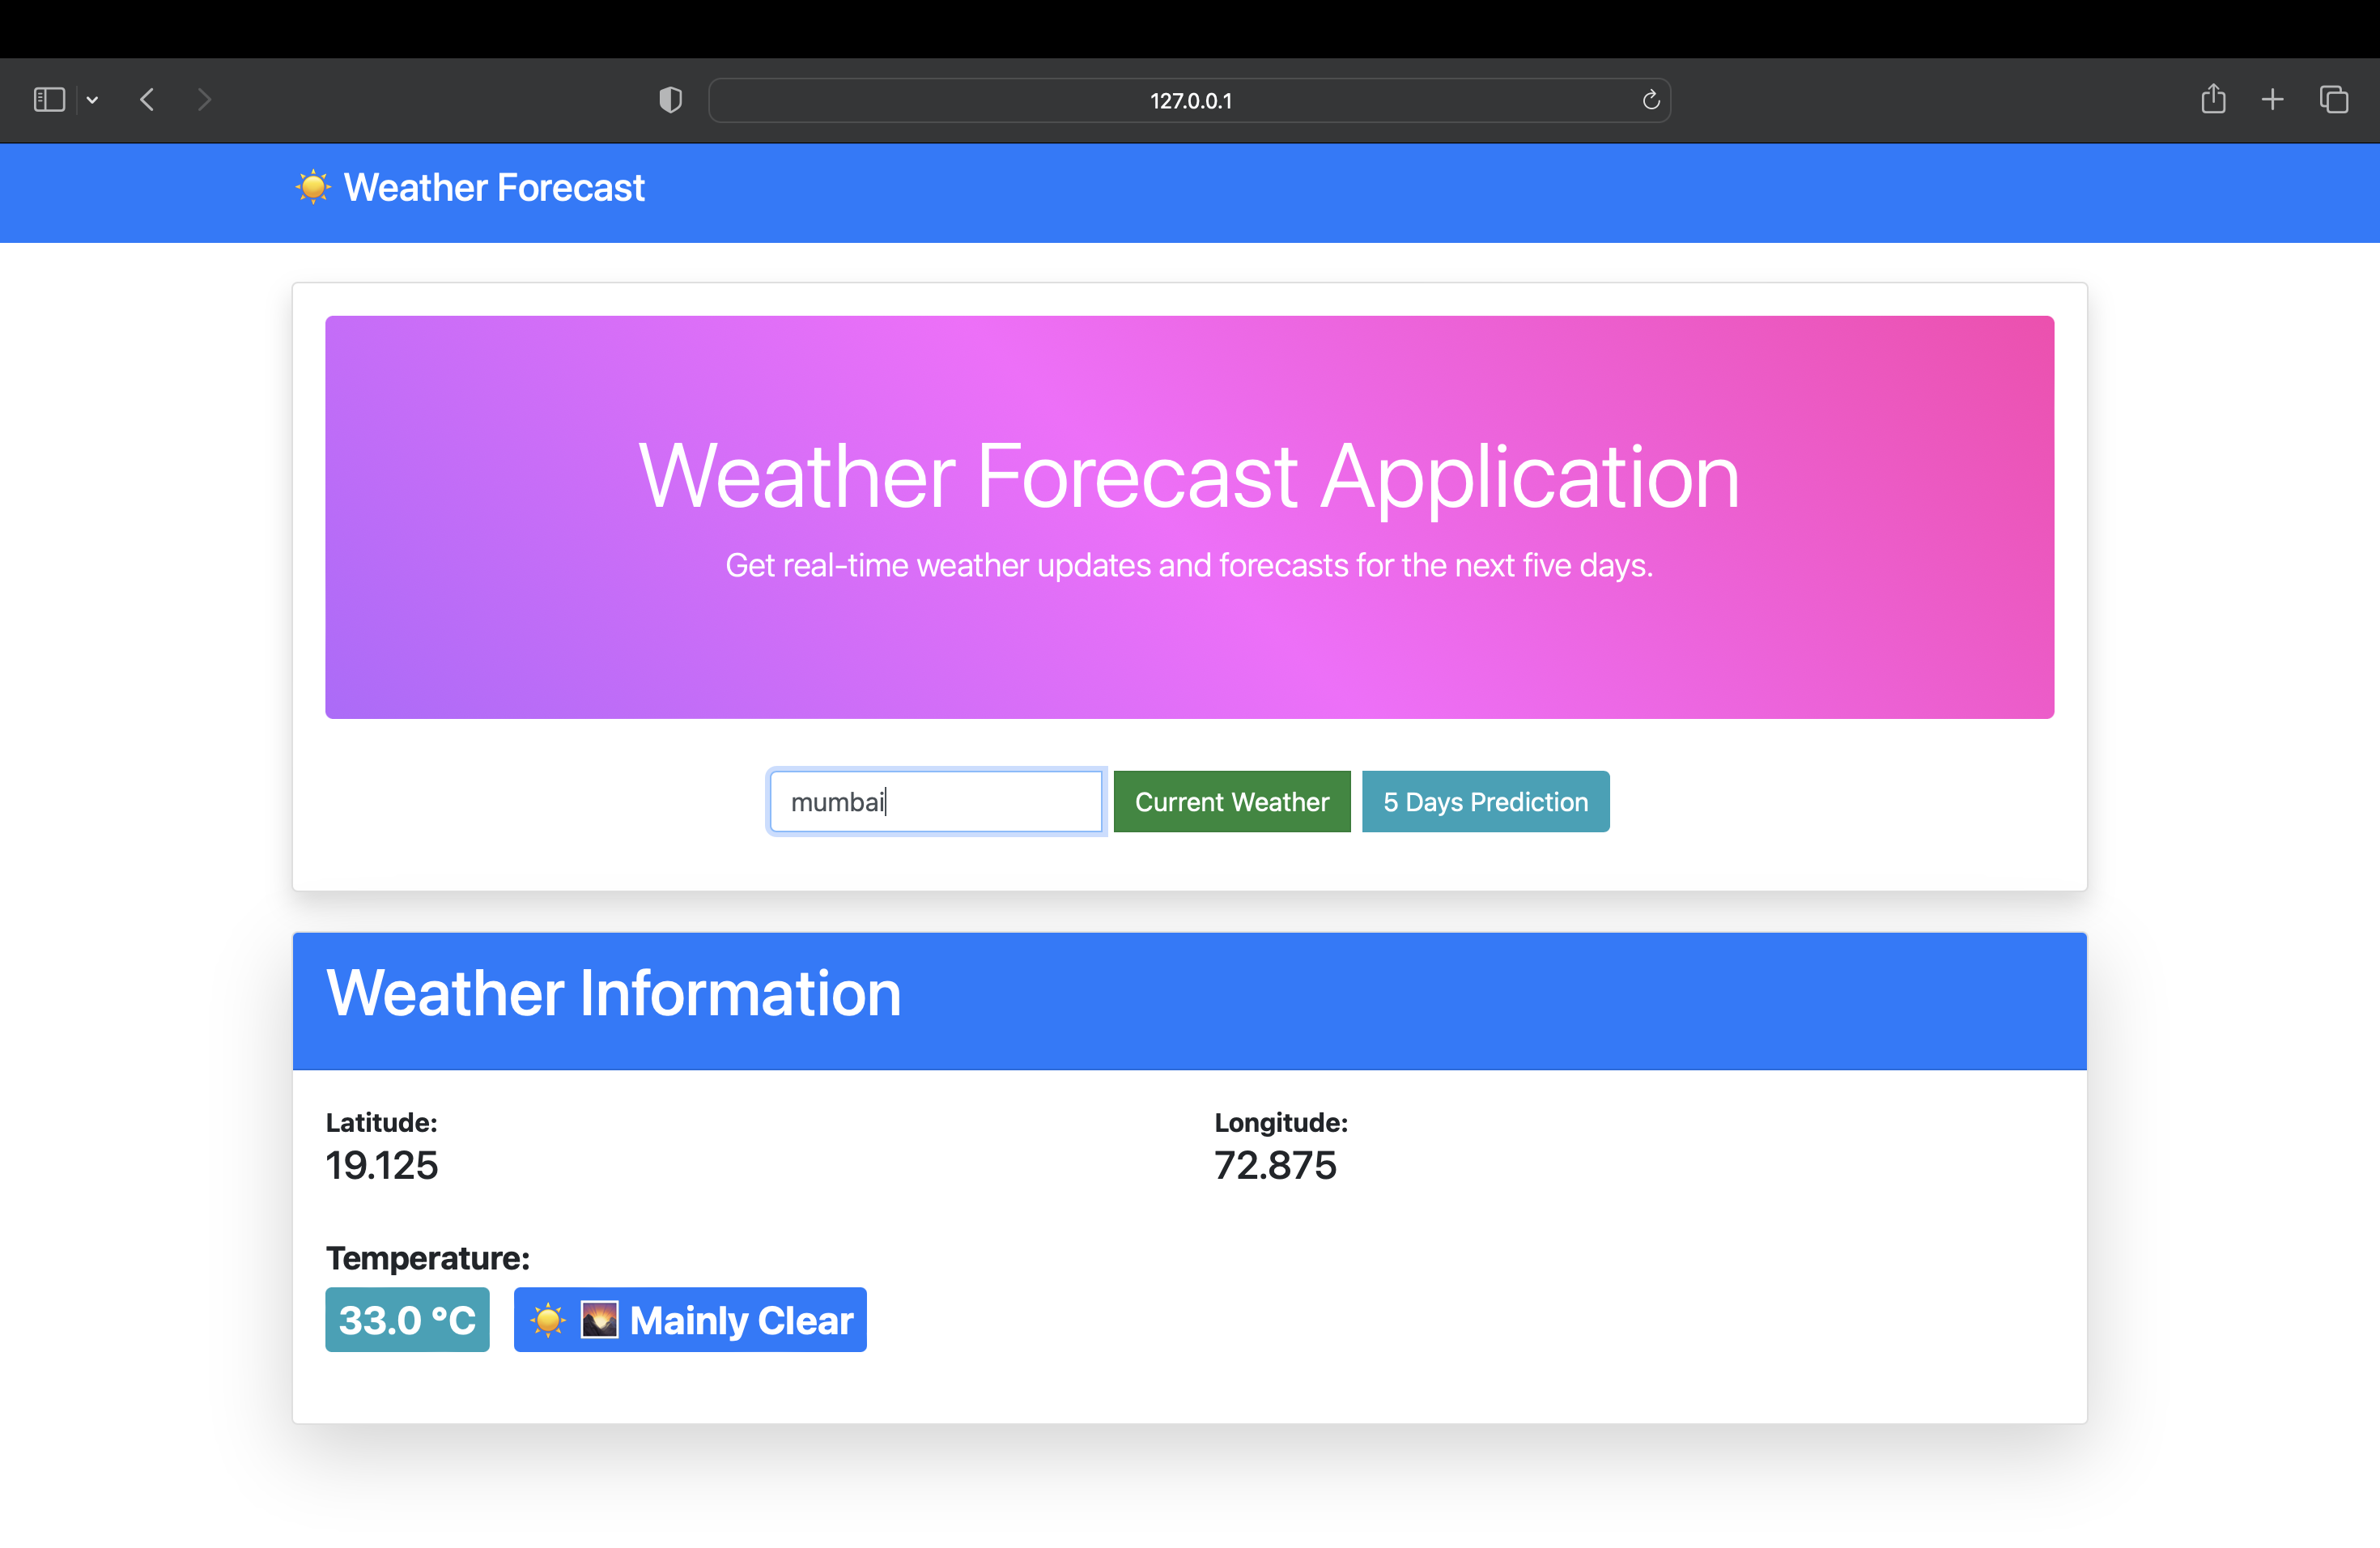 127.0.0.1
☀️ Weather Forecast
Weather Forecast Application
Get real-time weather updates and forecasts for the next five days.
mumbai Current Weather 5 Days Prediction
Weather Information
Latitude: Longitude:
19.125 72.875
Temperature:
33.0 °C ☀️ 🌄 Mainly Clear